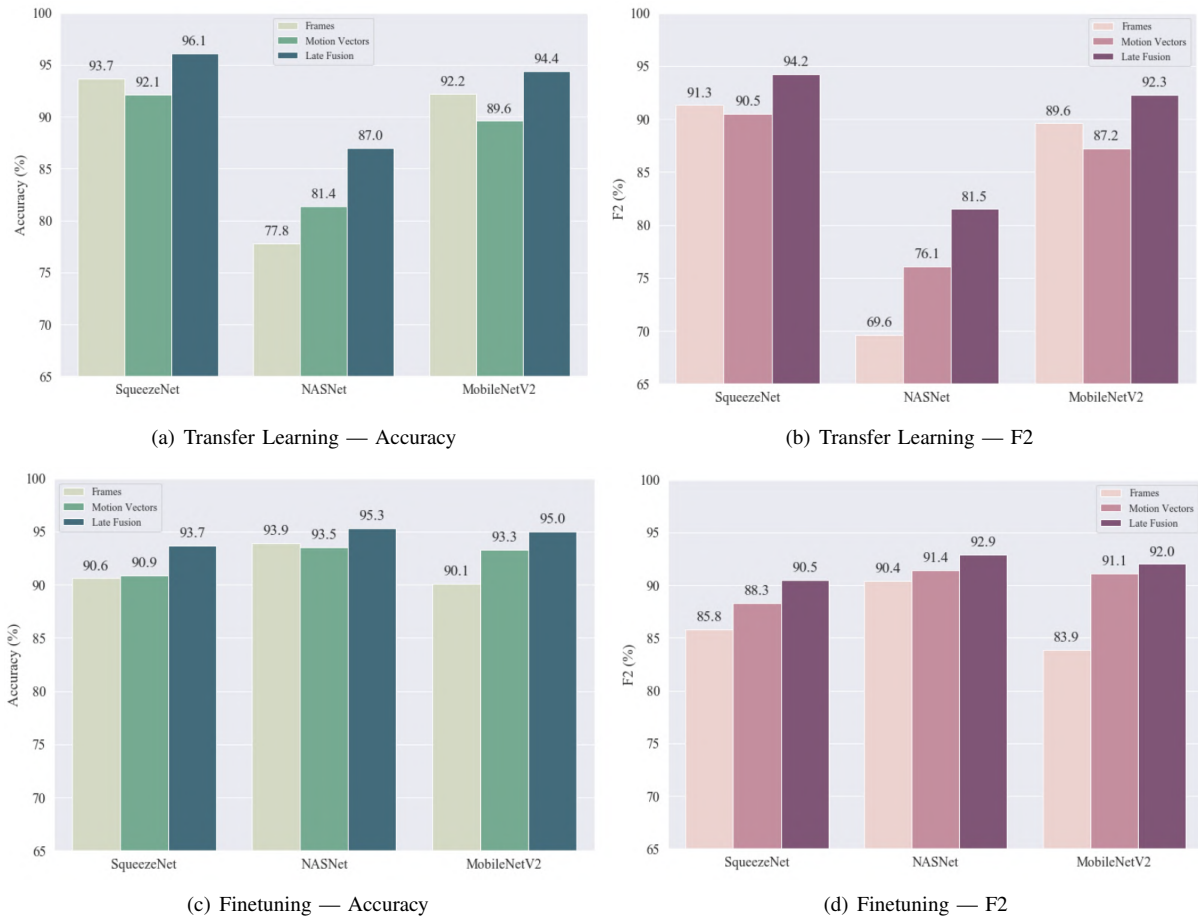 100
95
90
85
80
75
70
65
Accuracy (%)
Frames
Motion Vectors
Late Fusion
93.7
92.1
96.1
77.8
81.4
87.0
92.2
89.6
94.4
SqueezeNet
NASNet
MobileNetV2
(a) Transfer Learning — Accuracy
100
95
90
85
80
75
70
65
F2 (%)
Frames
Motion Vectors
Late Fusion
91.3
90.5
94.2
69.6
76.1
81.5
89.6
87.2
92.3
SqueezeNet
NASNet
MobileNetV2
(b) Transfer Learning — F2
100
95
90
85
80
75
70
65
Accuracy (%)
Frames
Motion Vectors
Late Fusion
90.6
90.9
93.7
93.9
93.5
95.3
90.1
93.3
95.0
SqueezeNet
NASNet
MobileNetV2
(c) Finetuning — Accuracy
100
95
90
85
80
75
70
65
F2 (%)
Frames
Motion Vectors
Late Fusion
85.8
88.3
90.5
90.4
91.4
92.9
83.9
91.1
92.0
SqueezeNet
NASNet
MobileNetV2
(d) Finetuning — F2